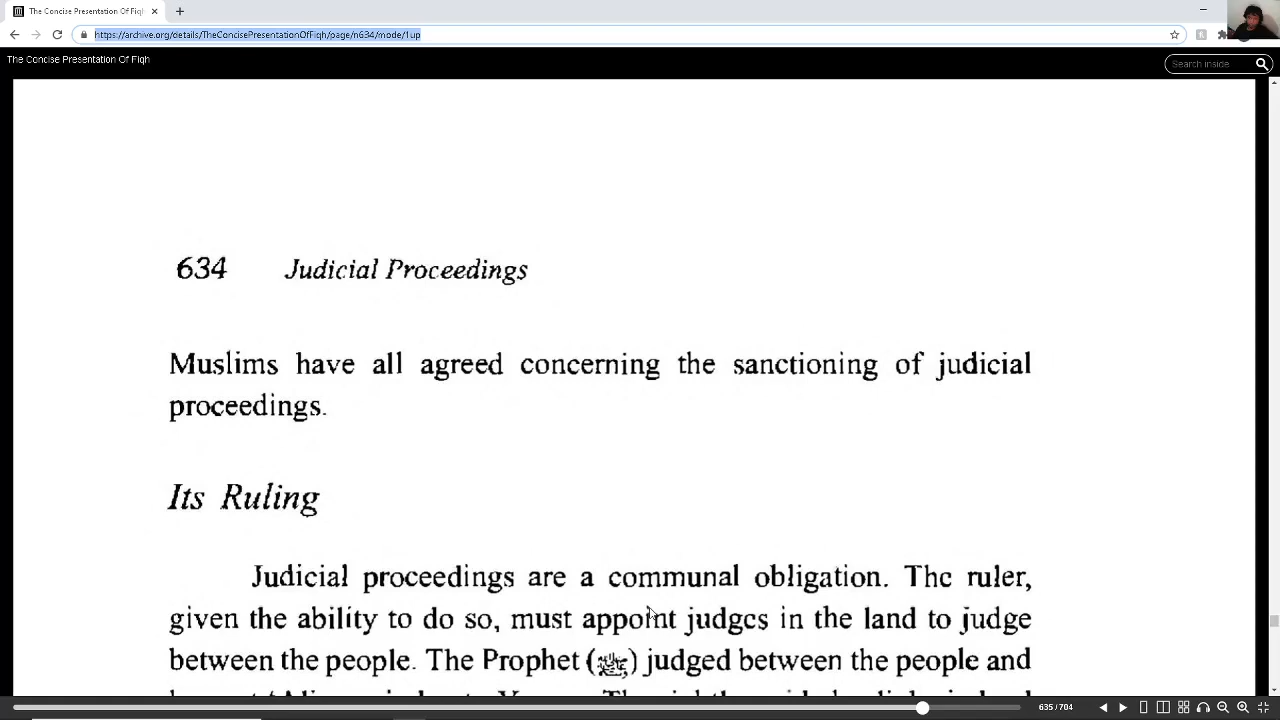 The Concise Presentation Of Fiqh
https://archive.org/details/TheConcisePresentationOfFiqh/page/n634/mode/1up
The Concise Presentation Of Fiqh
Search inside
634 Judicial Proceedings
Muslims have all agreed concerning the sanctioning of judicial
proceedings.
Its Ruling
Judicial proceedings are a communal obligation. The ruler,
given the ability to do so, must appoint judges in the land to judge
between the people. The Prophet (ﷺ) judged between the people and
635 / 704